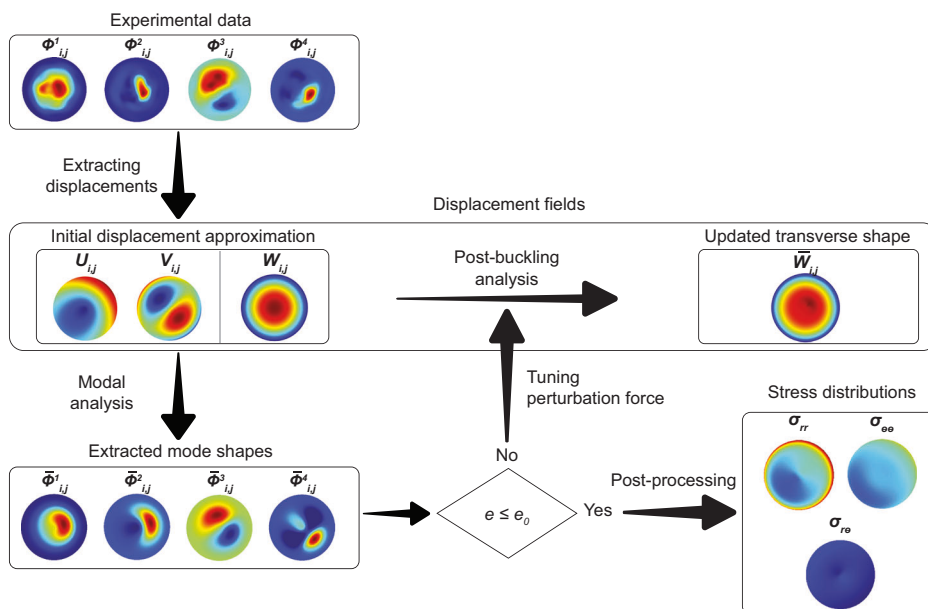 Experimental data
Φ¹i,j Φ²i,j Φ³i,j Φ⁴i,j
Extracting
displacements
Displacement fields
Initial displacement approximation
Updated transverse shape
Ui,j Vi,j Wi,j
W̅i,j
Post-buckling
analysis
Modal
analysis
Tuning
perturbation force
Stress distributions
σrr σee
Extracted mode shapes
No
Φ̅¹i,j Φ̅²i,j Φ̅³i,j Φ̅⁴i,j
Post-processing
e ≤ e₀
Yes
σre